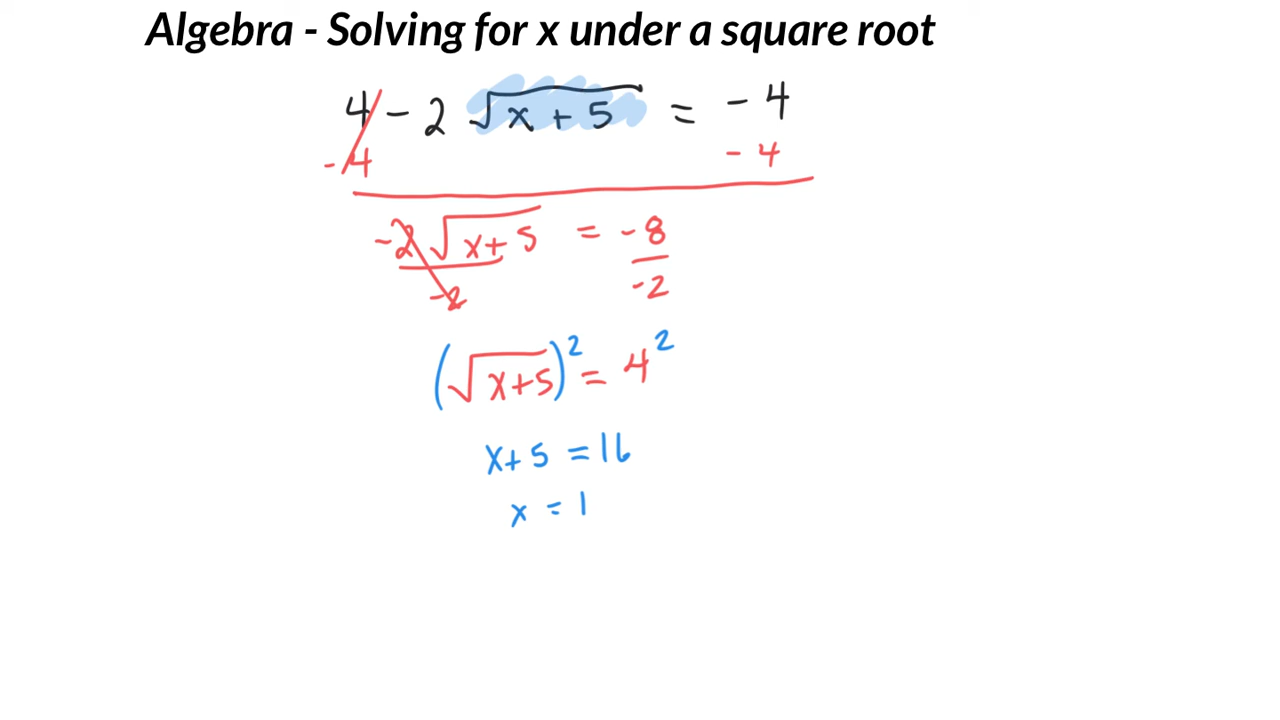 Algebra - Solving for x under a square root
4 - 2 √x + 5 = - 4
- 4 - 4
-2 √x+5 = -8
-2 -2
(√x+5)² = 4²
x+5 = 16
x = 1